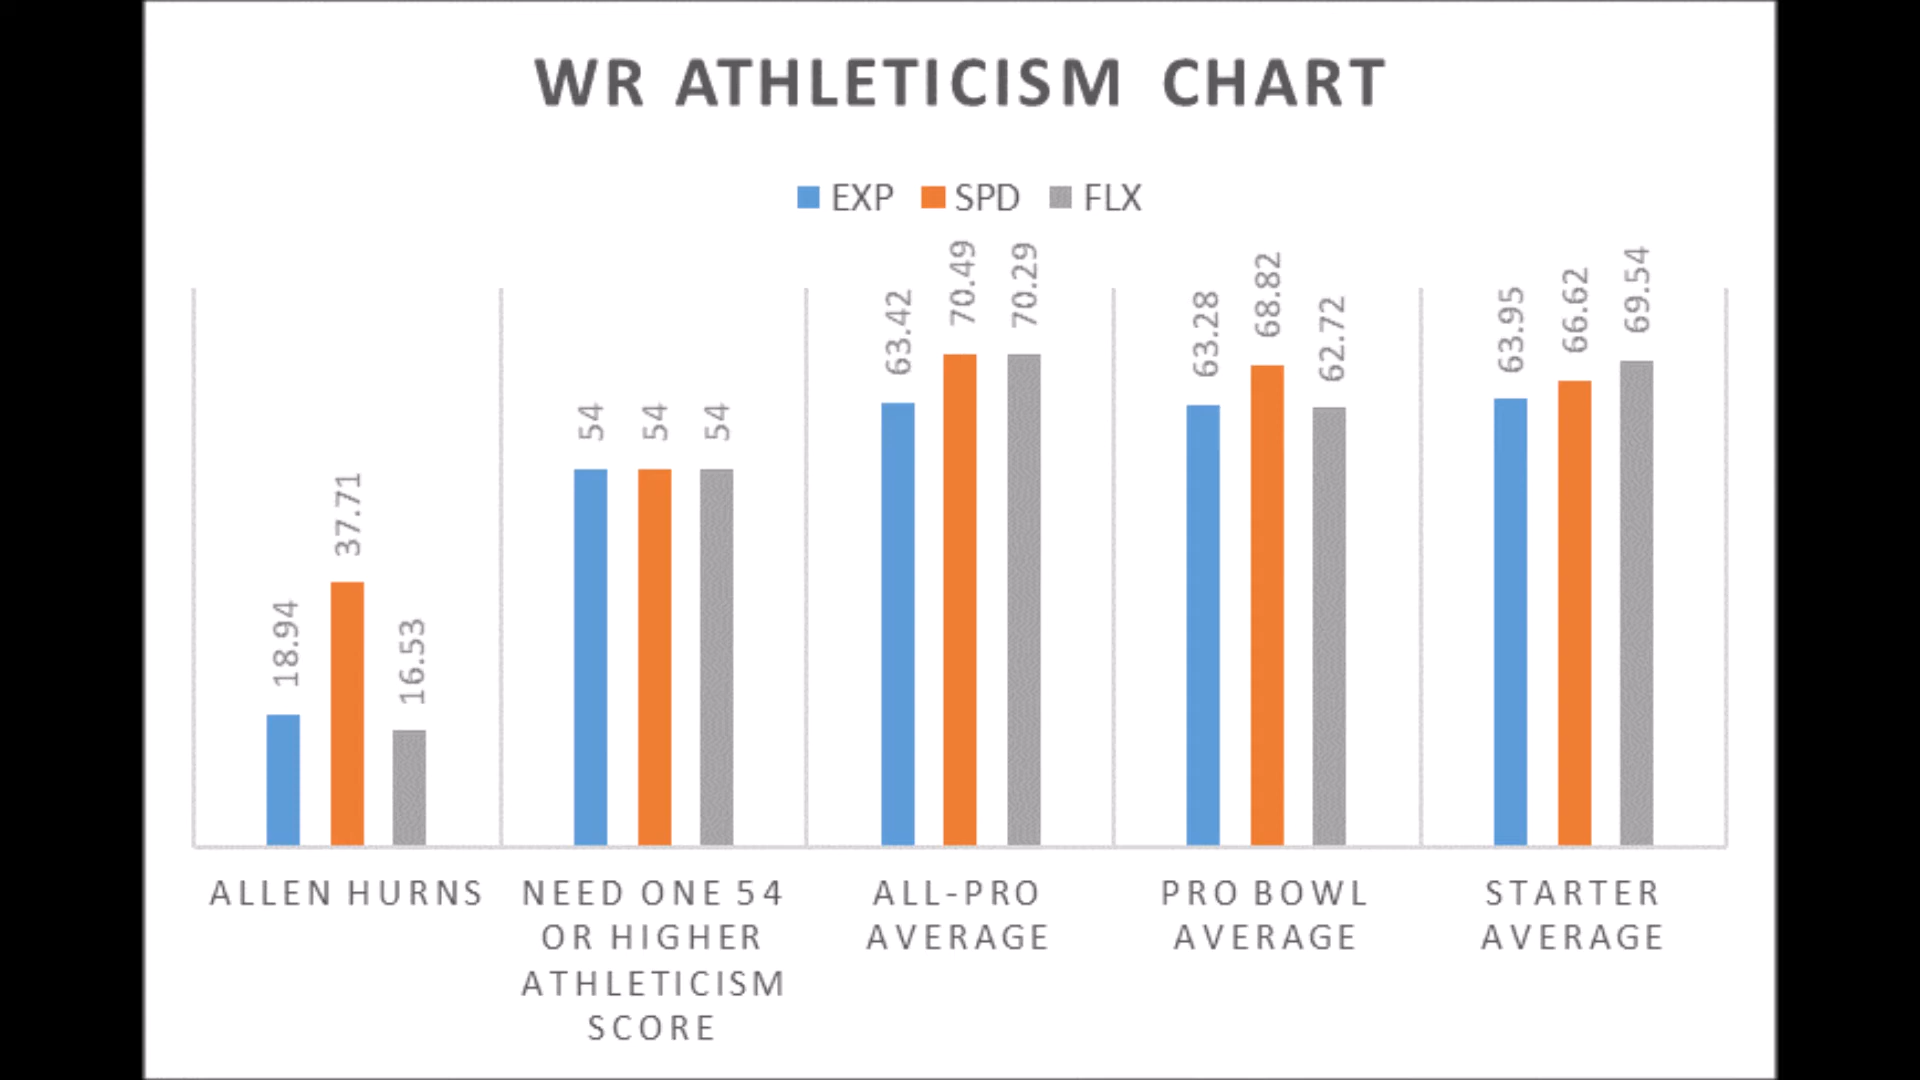 WR ATHLETICISM CHART
EXP SPD FLX
18.94
37.71
16.53
54
54
54
63.42
70.49
70.29
63.28
68.82
62.72
63.95
66.62
69.54
ALLEN HURNS
NEED ONE 54
OR HIGHER
ATHLETICISM
SCORE
ALL-PRO
AVERAGE
PRO BOWL
AVERAGE
STARTER
AVERAGE